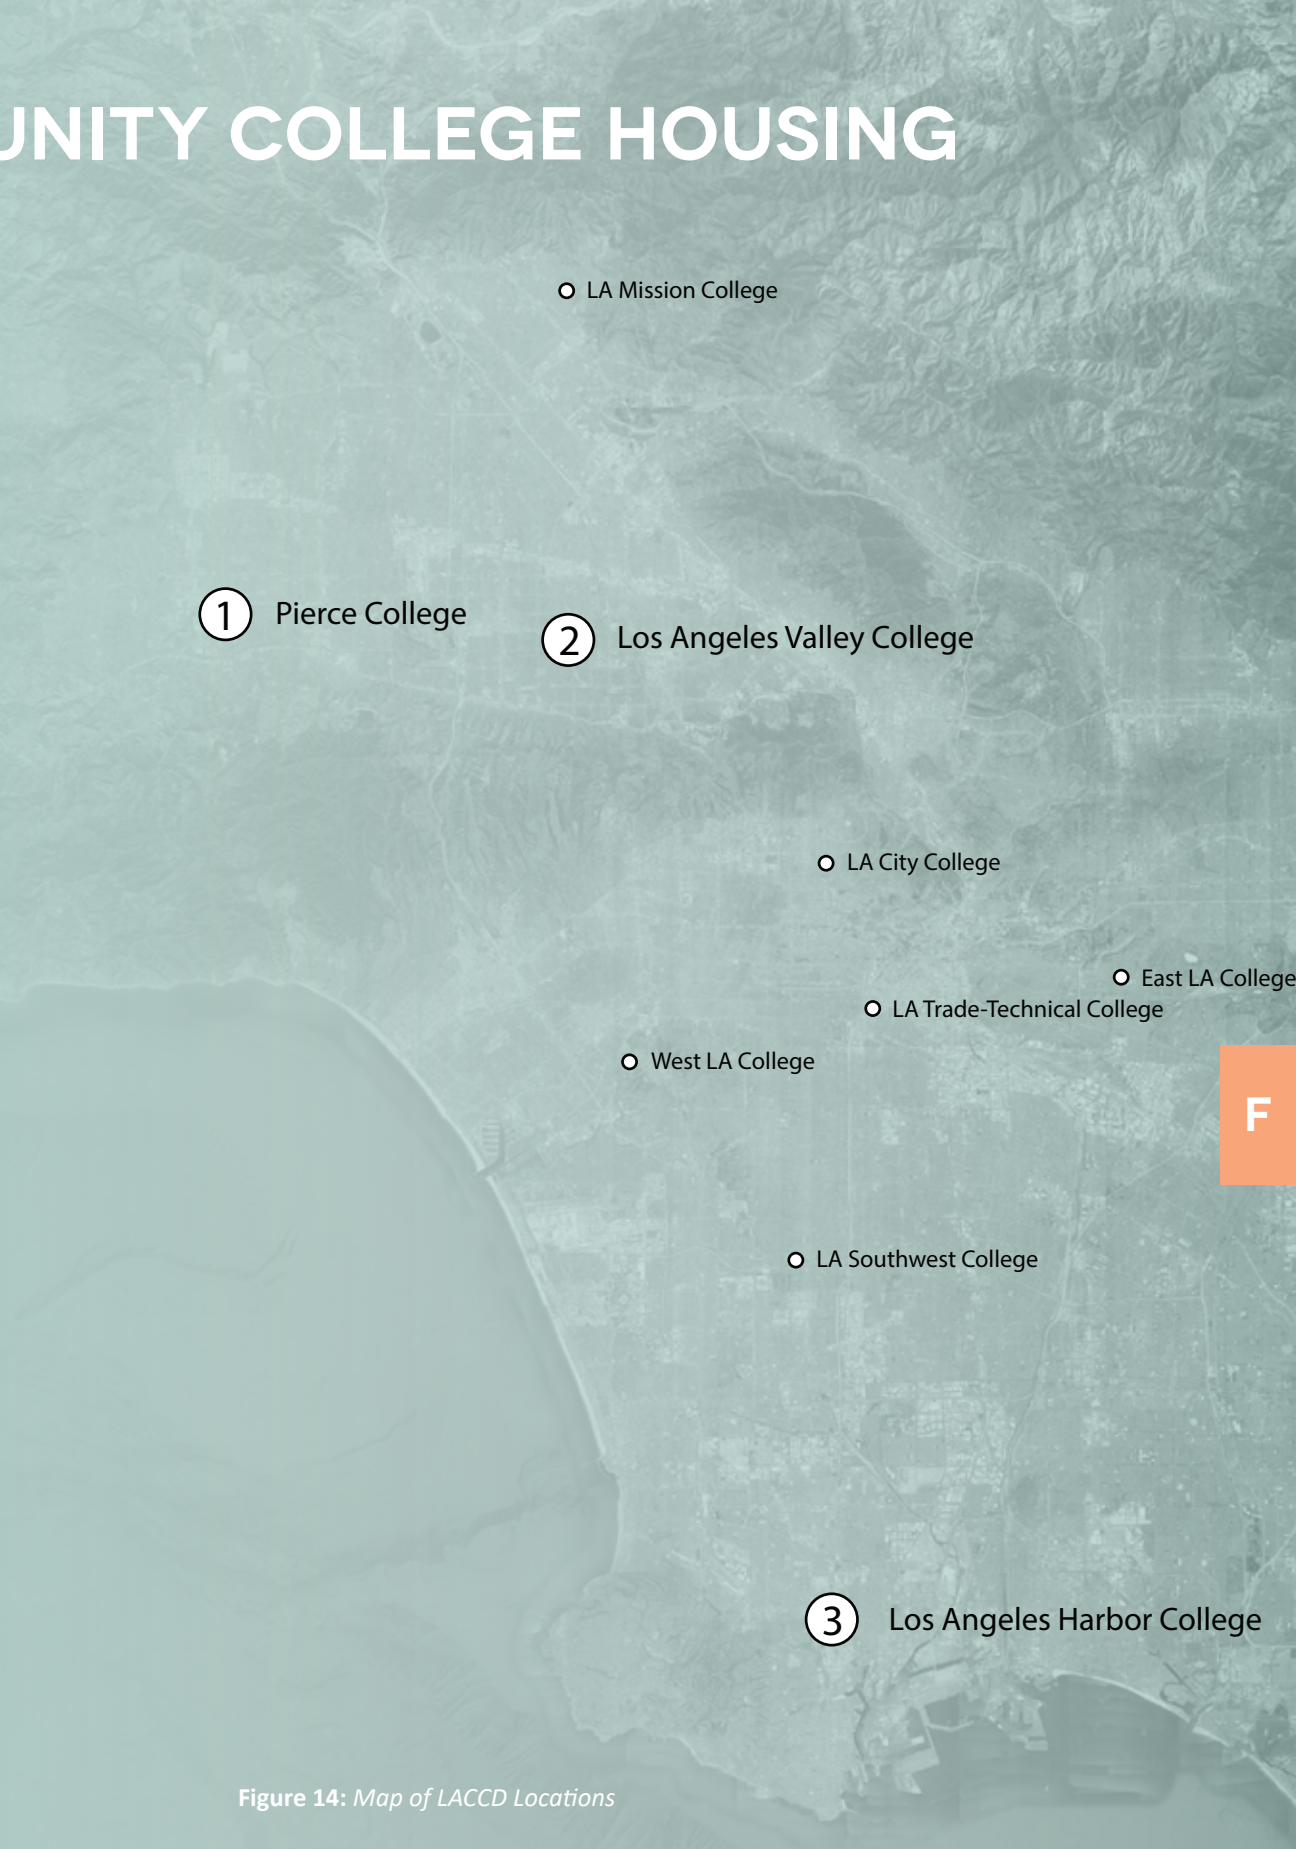 UNITY COLLEGE HOUSING
LA Mission College
1 Pierce College
2 Los Angeles Valley College
LA City College
East LA College
LA Trade-Technical College
West LA College
F
LA Southwest College
3 Los Angeles Harbor College
Figure 14: Map of LACCD Locations